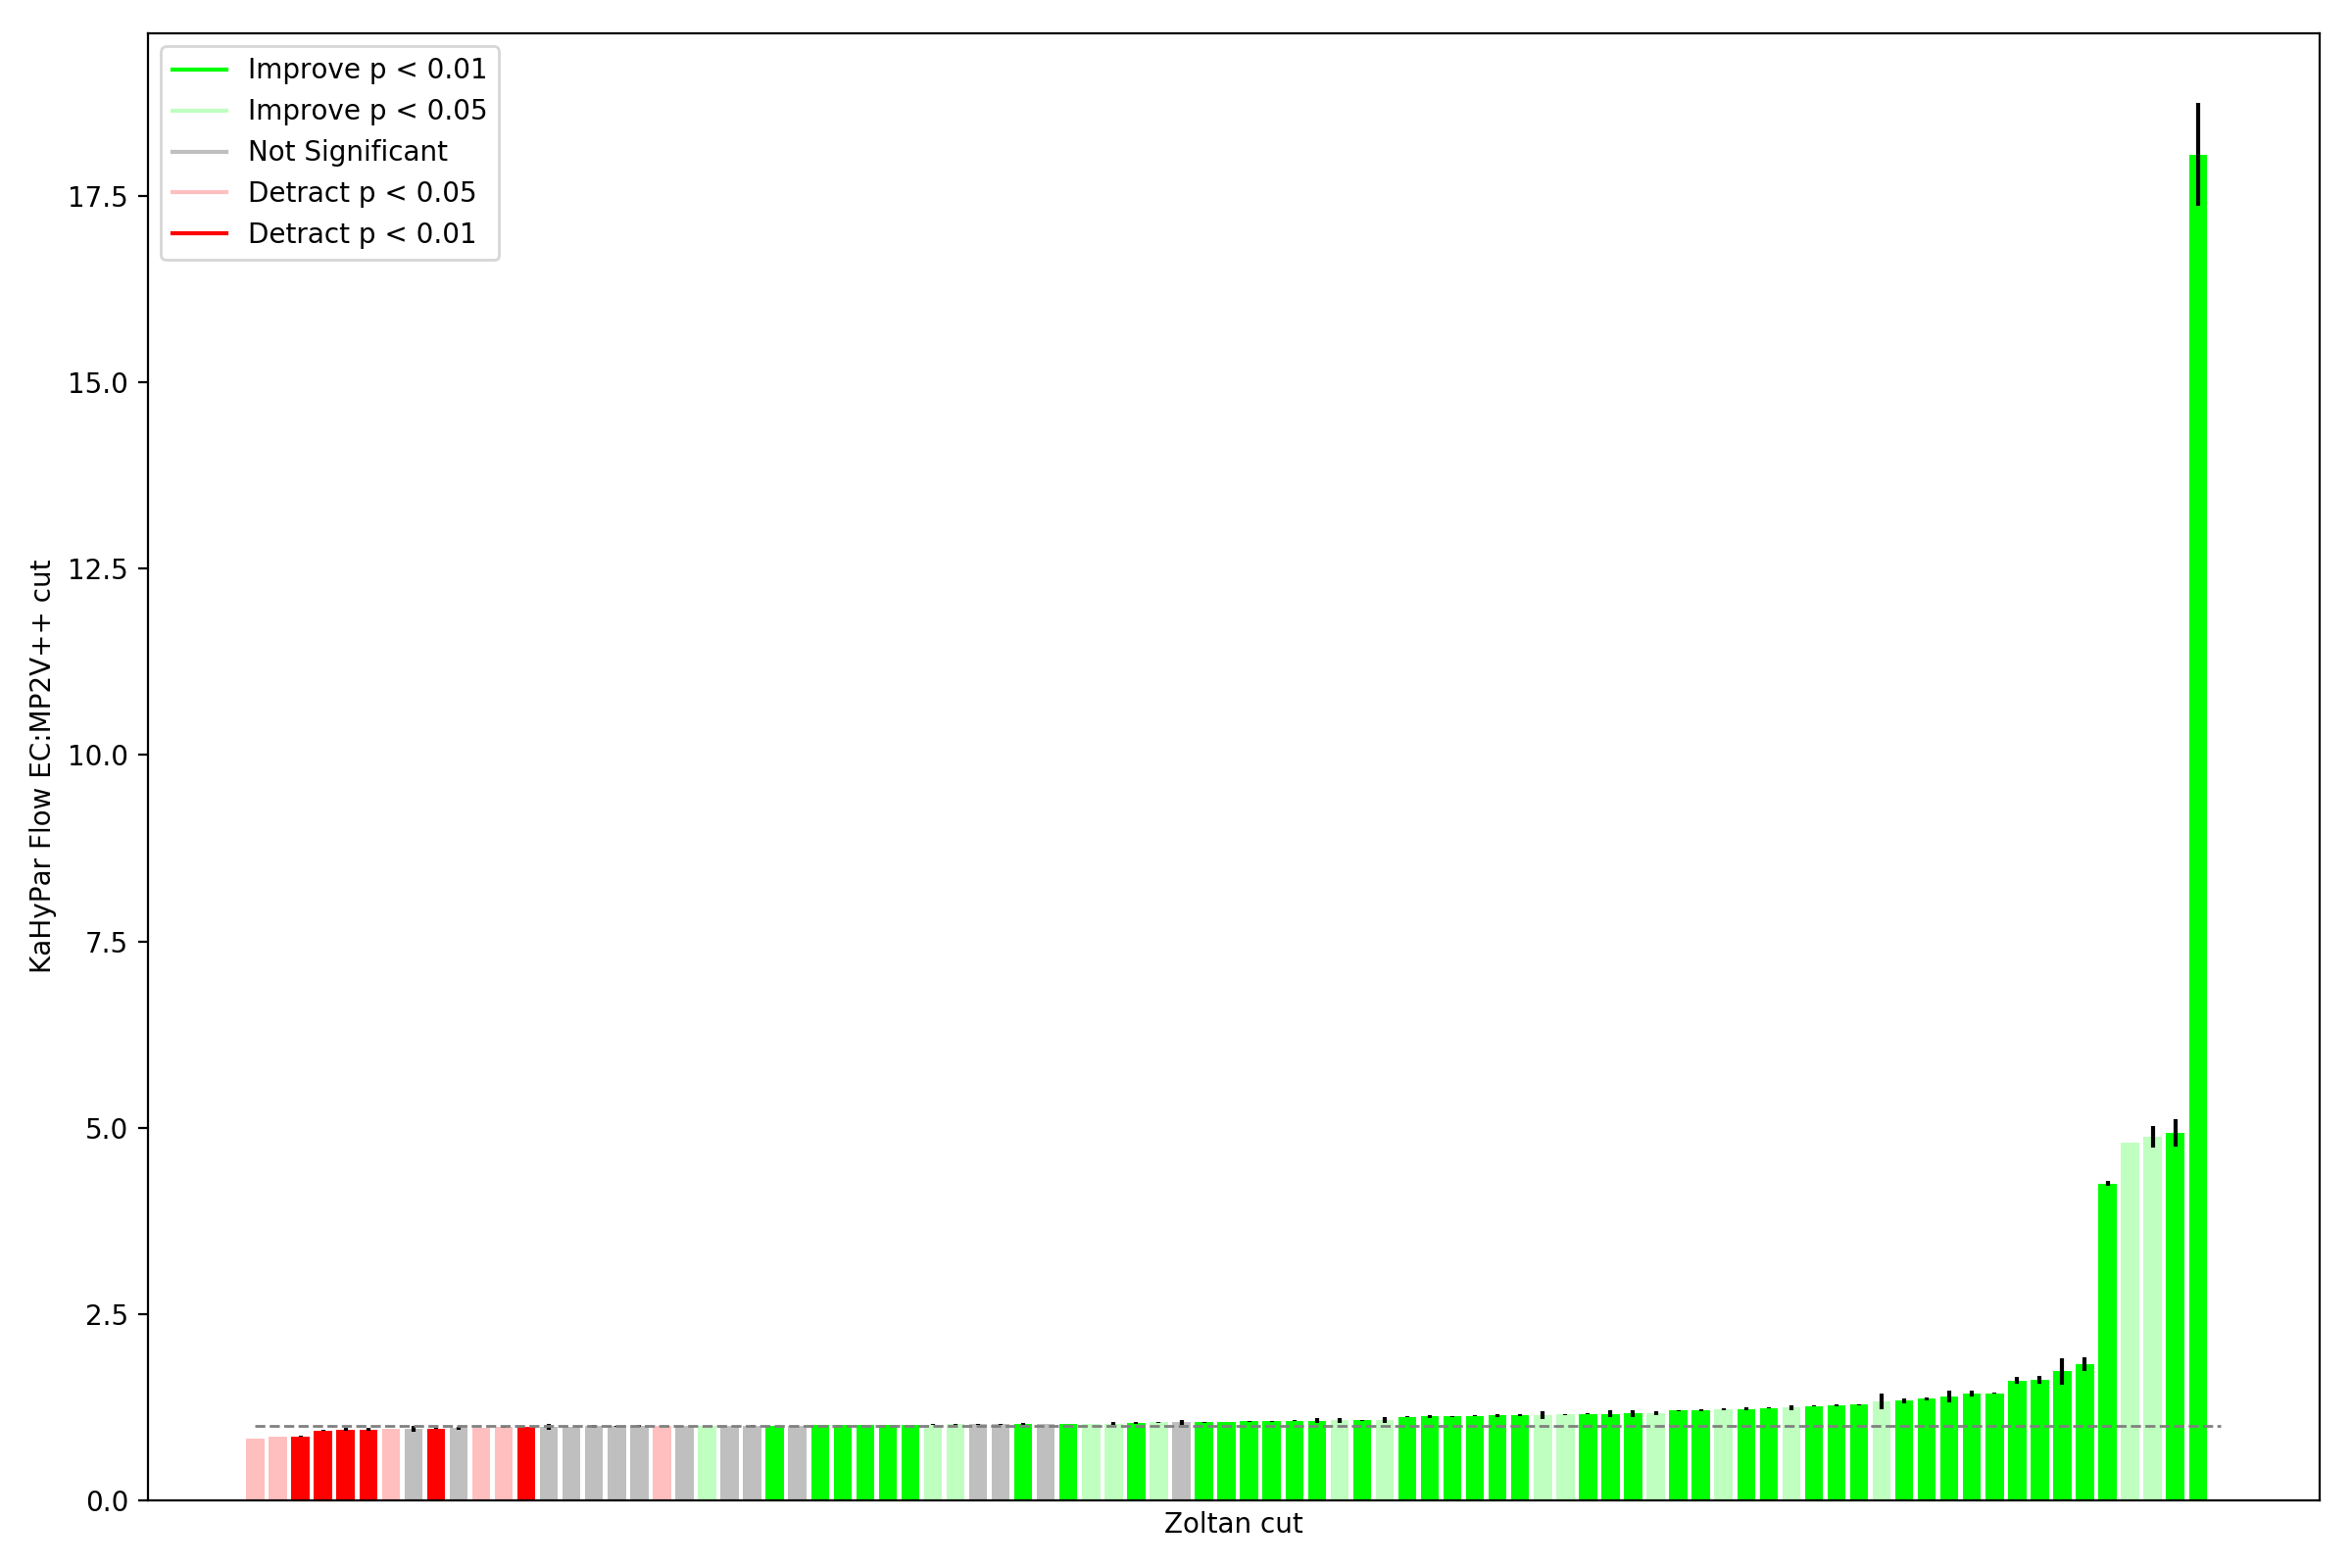 Improve p < 0.01
Improve p < 0.05
Not Significant
Detract p < 0.05
Detract p < 0.01
17.5
15.0
12.5
10.0
7.5
5.0
2.5
0.0
KaHyPar Flow EC:MP2V++ cut
Zoltan cut